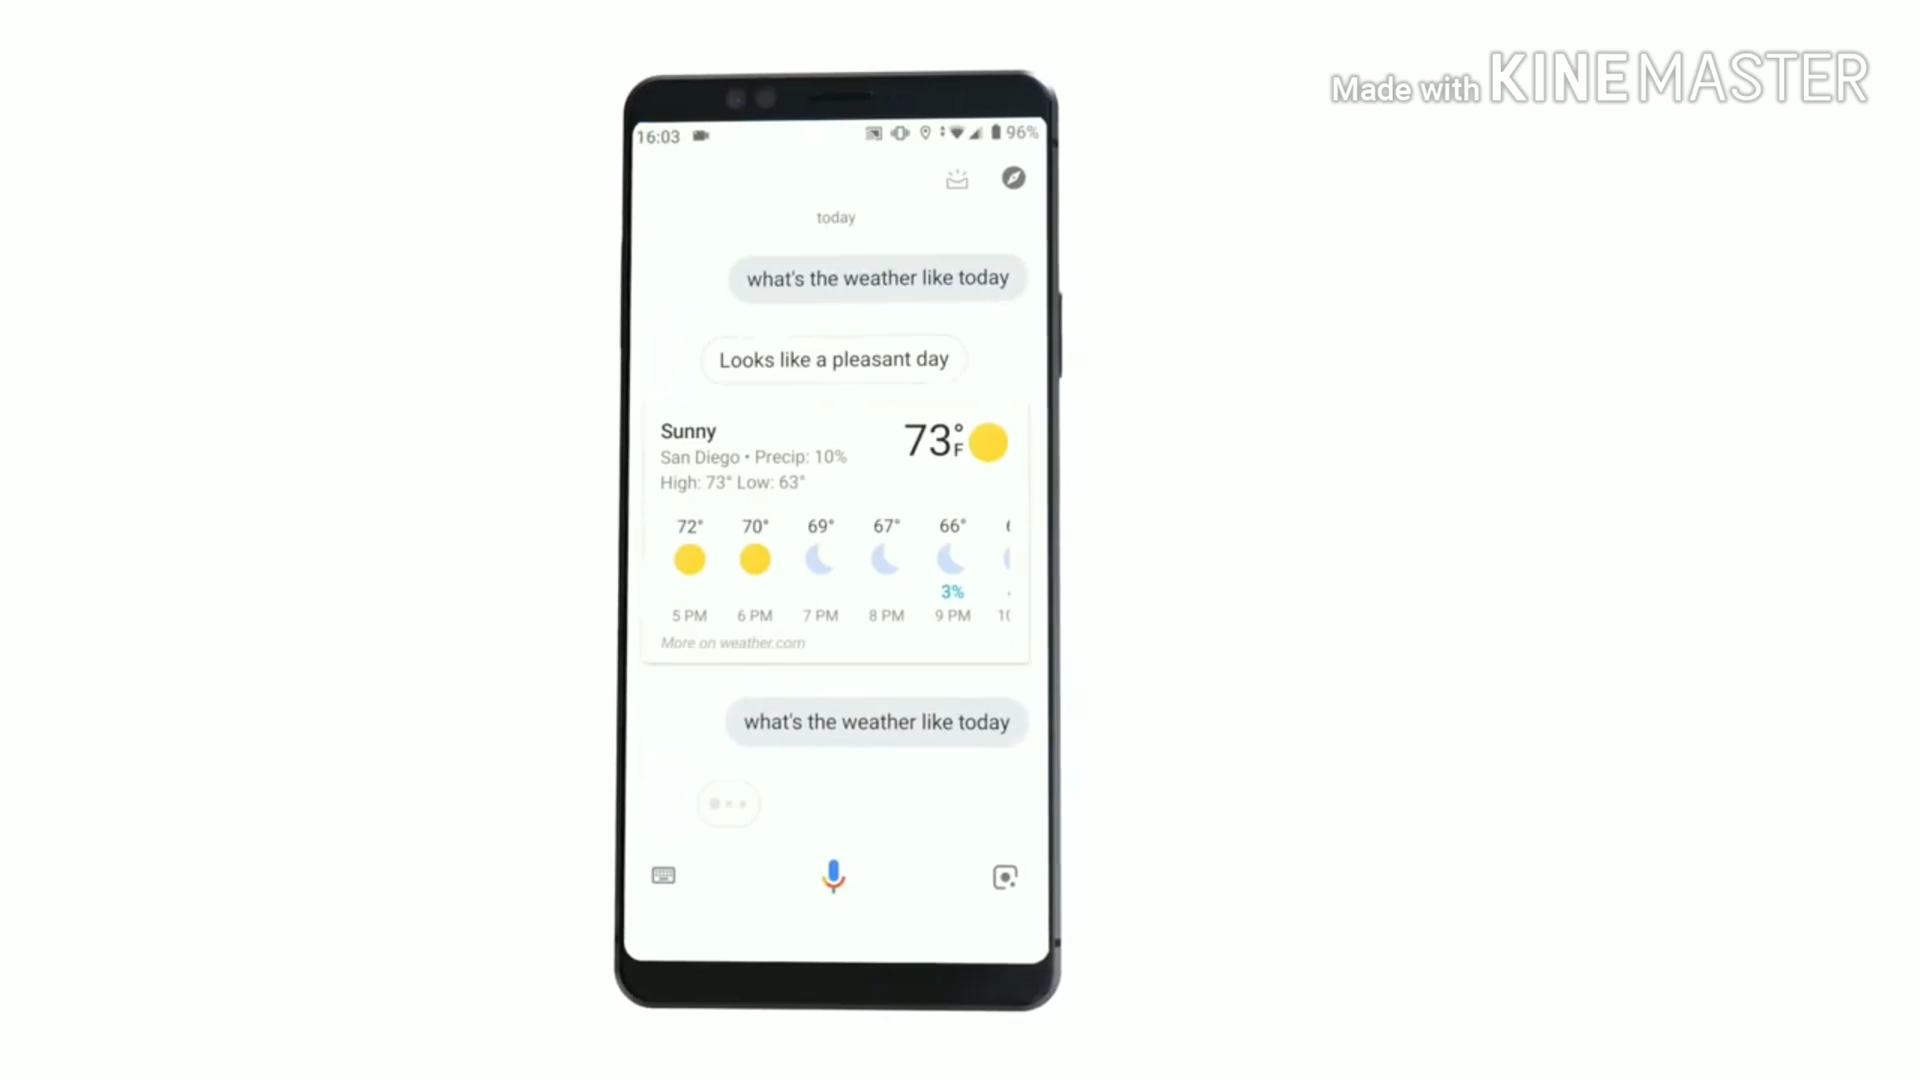 Made with KINEMASTER
16:03 96%
today
what's the weather like today
Looks like a pleasant day
Sunny 73°F
San Diego • Precip: 10%
High: 73° Low: 63°
72° 70° 69° 67° 66°
3%
5 PM 6 PM 7 PM 8 PM 9 PM
More on weather.com
what's the weather like today